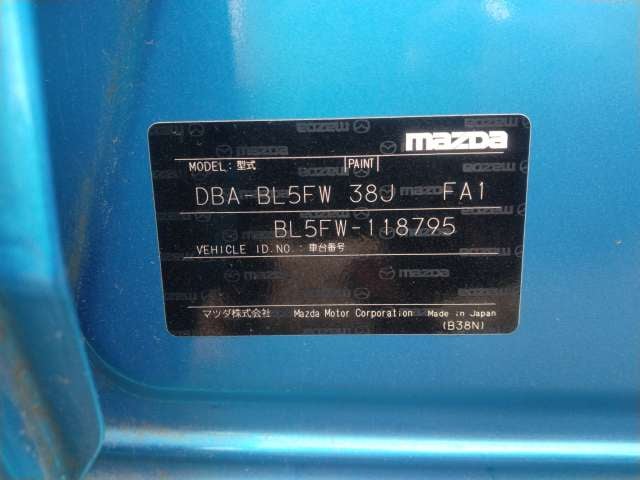 mazda
MODEL:型式 PAINT
DBA-BL5FW 38J FA1
BL5FW-118795
VEHICLE ID.NO.:車台番号
マツダ株式会社 Mazda Motor Corporation Made in Japan
(B38N)